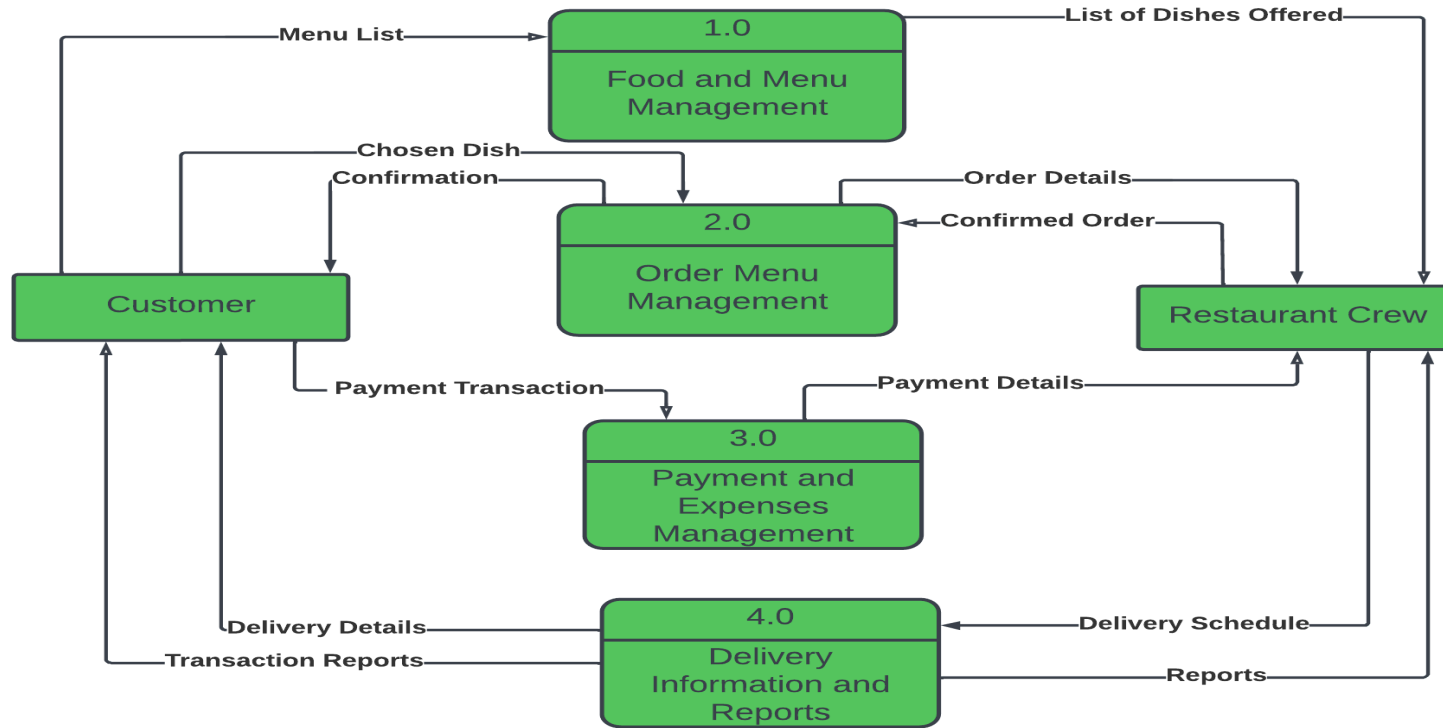 1.0
List of Dishes Offered
Menu List
Food and Menu
Management
Chosen Dish
Confirmation
Order Details
2.0
Confirmed Order
Order Menu
Management
Customer
Restaurant Crew
Payment Transaction
Payment Details
3.0
Payment and
Expenses
Management
4.0
Delivery Details
Delivery Schedule
Transaction Reports
Delivery
Information and
Reports
Reports